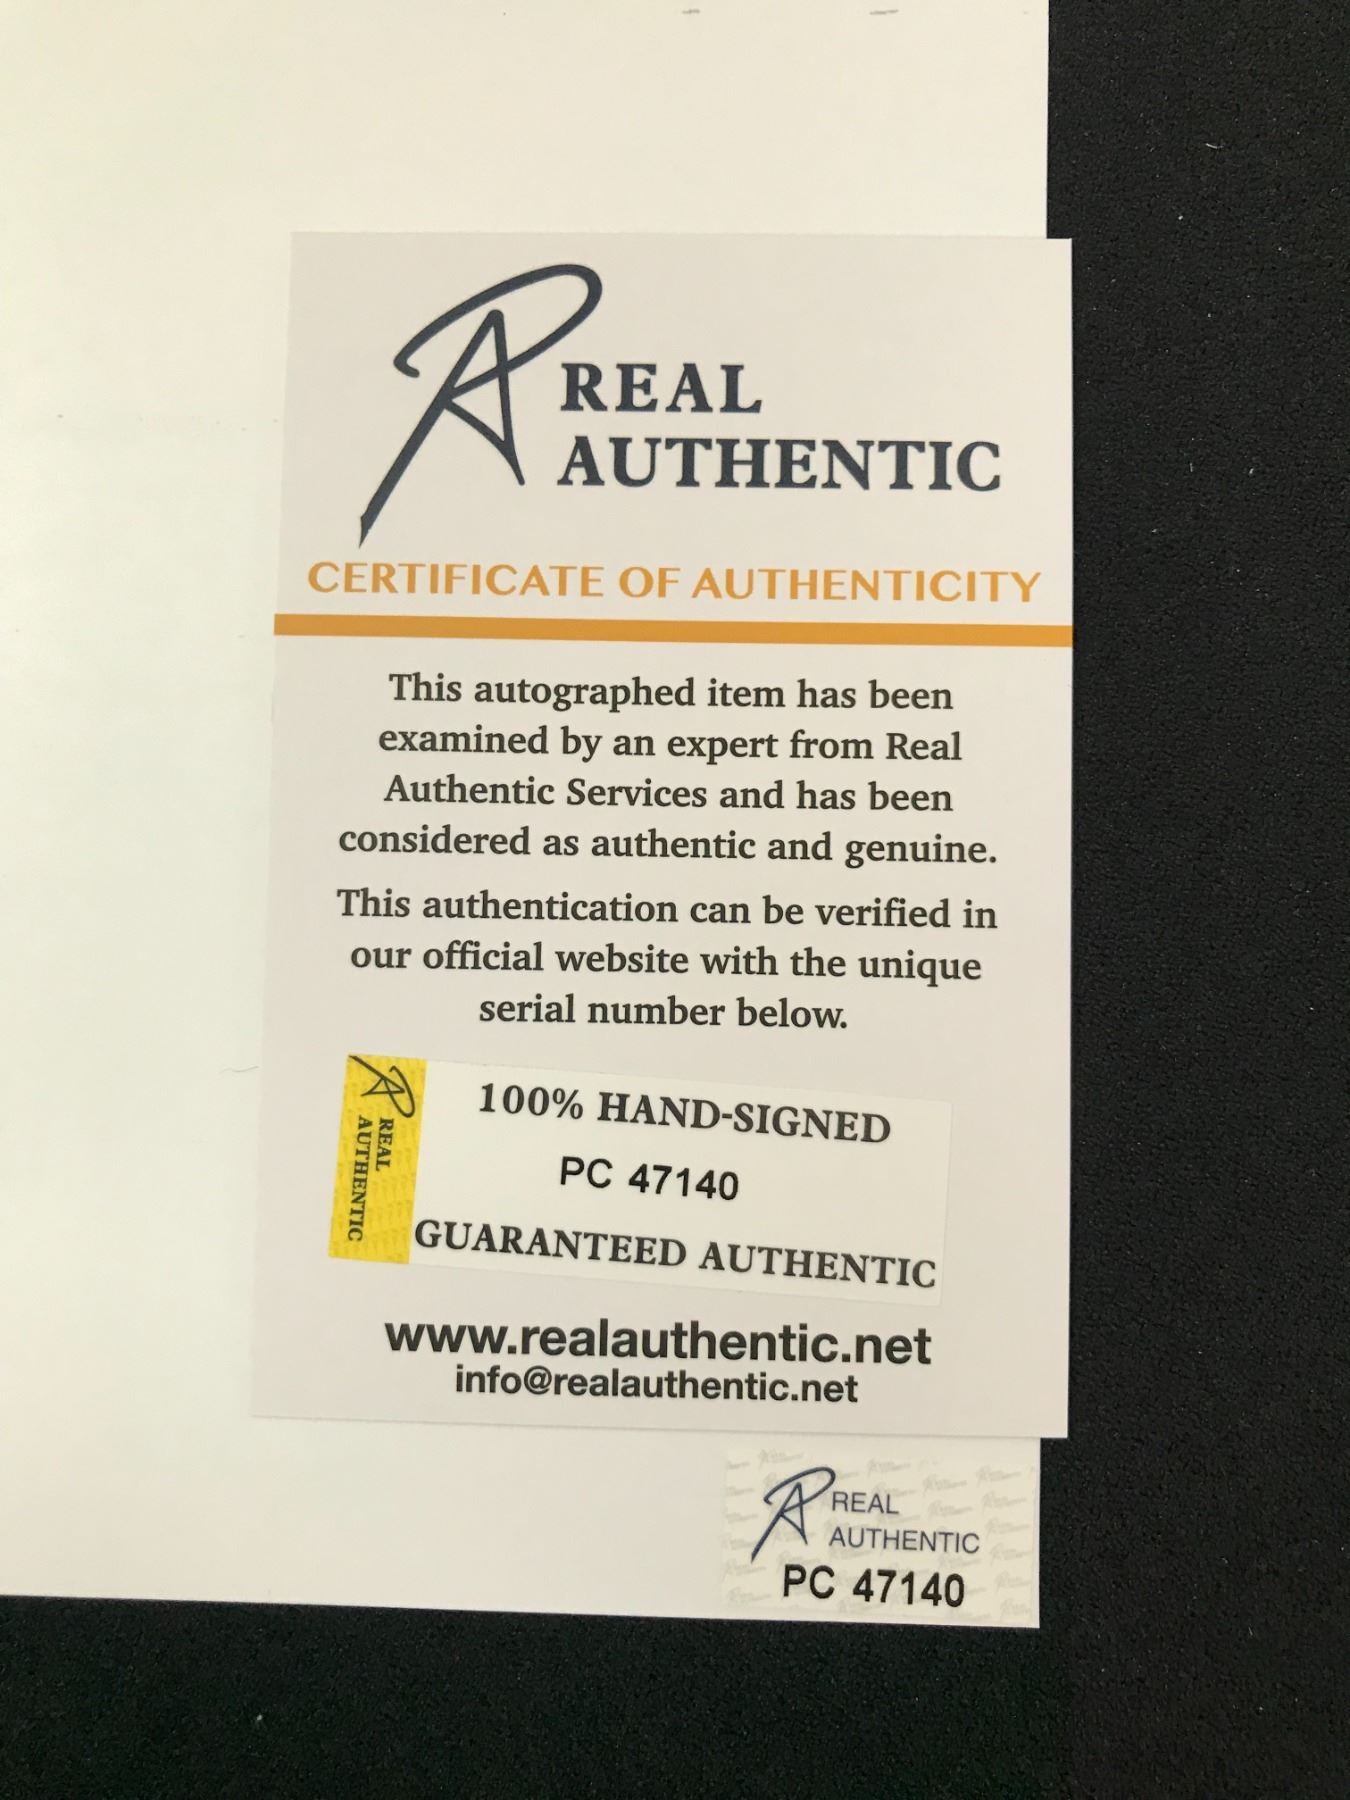 REAL
AUTHENTIC
CERTIFICATE OF AUTHENTICITY
This autographed item has been
examined by an expert from Real
Authentic Services and has been
considered as authentic and genuine.
This authentication can be verified in
our official website with the unique
serial number below.
REAL
AUTHENTIC
100% HAND-SIGNED
PC 47140
GUARANTEED AUTHENTIC
www.realauthentic.net
info@realauthentic.net
REAL
AUTHENTIC
PC 47140